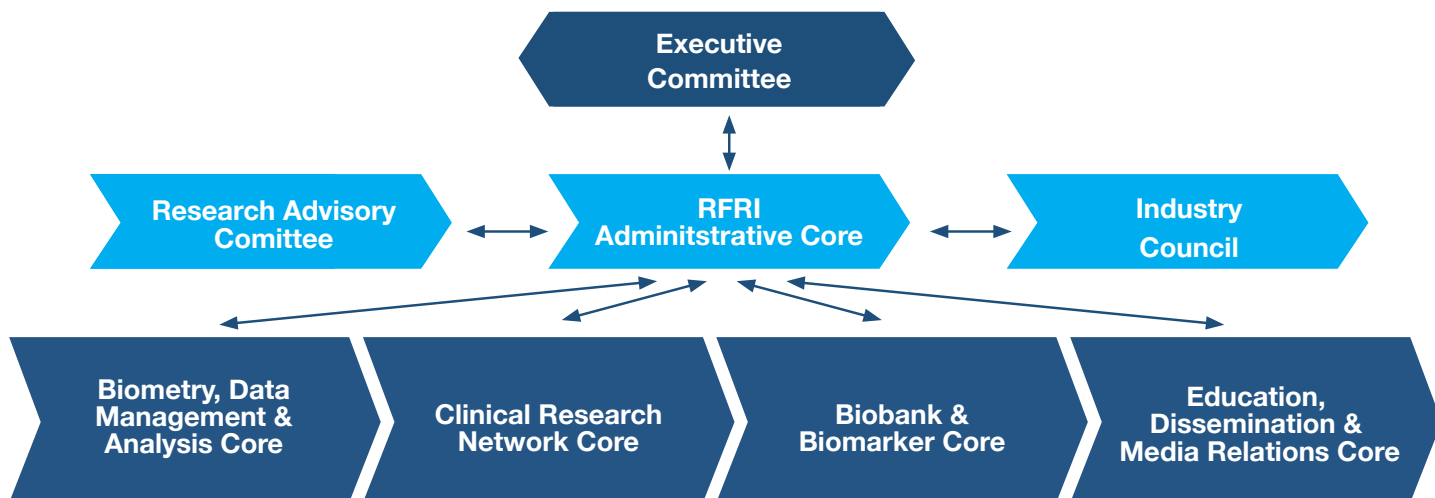 Executive
Committee
Research Advisory
Comittee
RFRI
Adminitstrative Core
Industry
Council
Biometry, Data
Management &
Analysis Core
Clinical Research
Network Core
Biobank &
Biomarker Core
Education,
Dissemination &
Media Relations Core